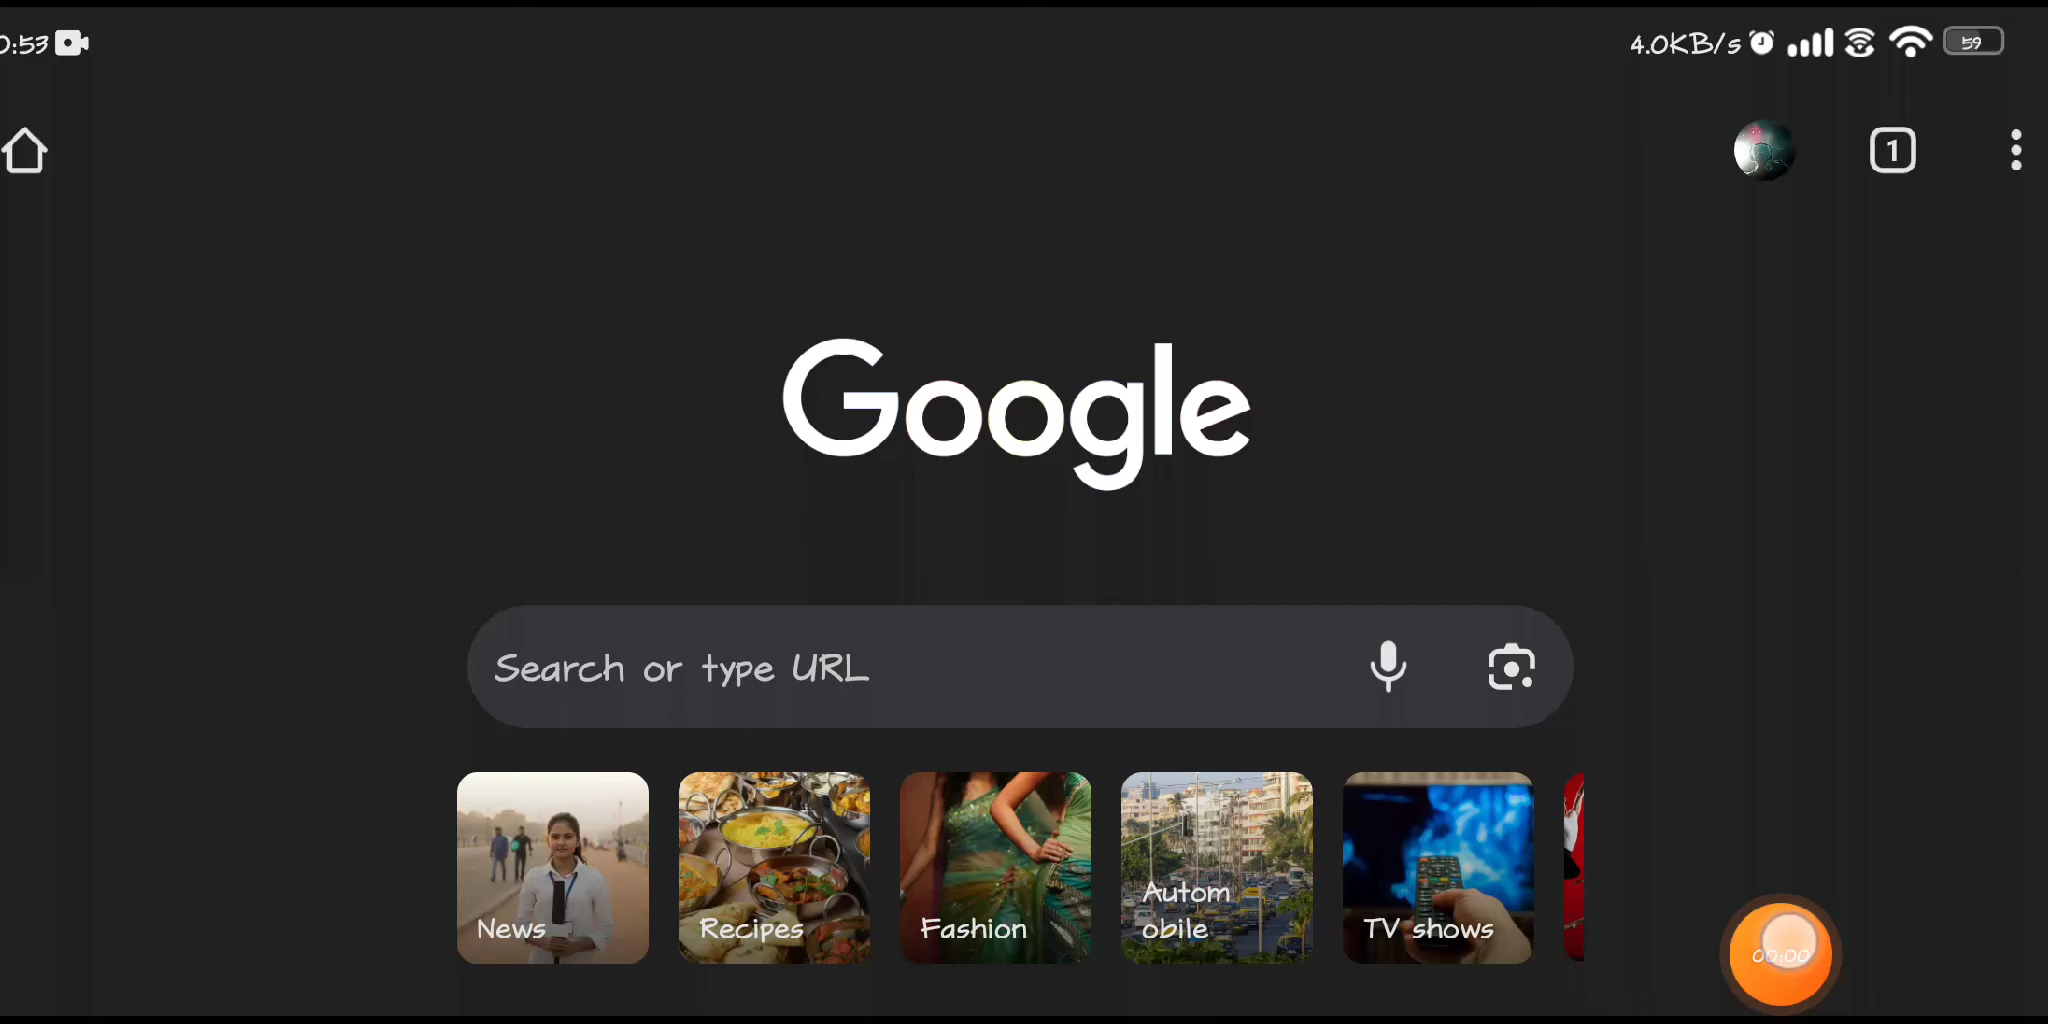 0:53
4.0KB/s
59
1
Google
Search or type URL
News
Recipes
Fashion
Autom
obile
TV shows
00:00